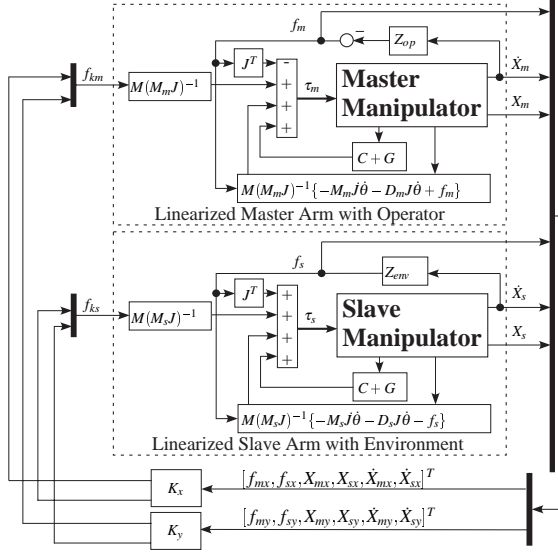 f_m
− Z_op
J^T − Ẋ_m
f_km M(M_mJ)^{-1} + + + τ_m Master Manipulator X_m
C + G
M(M_mJ)^{-1}{−M_mJ̇θ̇ − D_mJθ̇ + f_m}
Linearized Master Arm with Operator
f_s
Z_env
J^T + Ẋ_s
f_ks M(M_sJ)^{-1} + + + τ_s Slave Manipulator X_s
C + G
M(M_sJ)^{-1}{−M_sJ̇θ̇ − D_sJθ̇ − f_s}
Linearized Slave Arm with Environment
K_x [f_mx, f_sx, X_mx, X_sx, Ẋ_mx, Ẋ_sx]^T
K_y [f_my, f_sy, X_my, X_sy, Ẋ_my, Ẋ_sy]^T